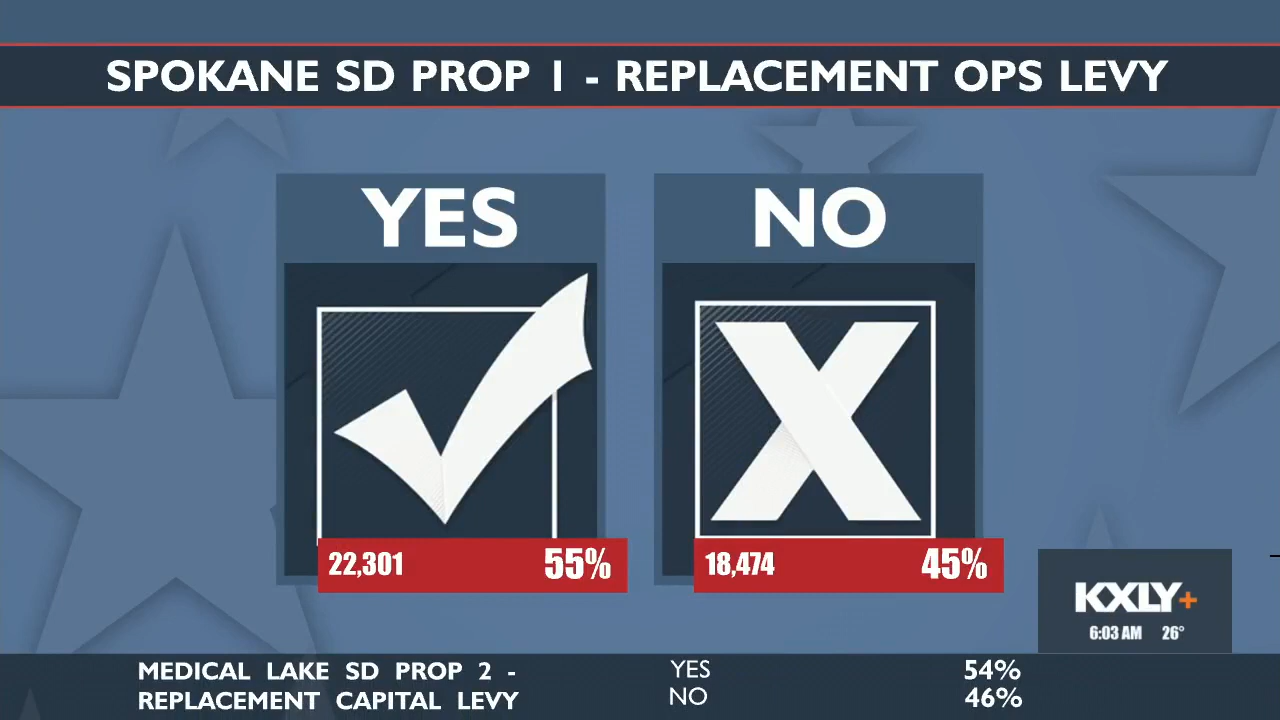 SPOKANE SD PROP 1 - REPLACEMENT OPS LEVY
YES
NO
22,301 55%
18,474 45%
KXLY+
6:03 AM 26°
MEDICAL LAKE SD PROP 2 -
REPLACEMENT CAPITAL LEVY
YES 54%
NO 46%